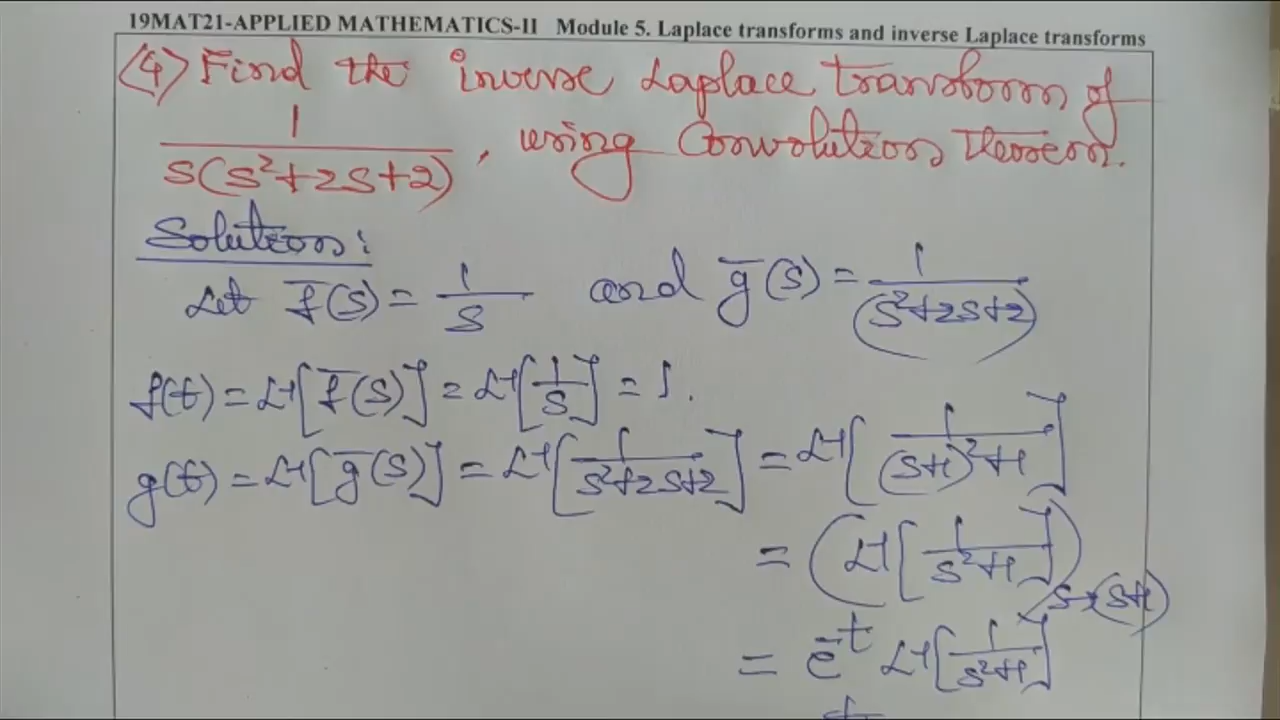 19MAT21-APPLIED MATHEMATICS-II Module 5. Laplace transforms and inverse Laplace transforms
(4) Find the inverse Laplace transform of
1/(s(s²+2s+2)), using Convolution theorem.
Solution:
Let f̄(s) = 1/s and ḡ(s) = 1/(s²+2s+2)
f(t) = L⁻¹[f̄(s)] = L⁻¹[1/s] = 1.
g(t) = L⁻¹[ḡ(s)] = L⁻¹[1/(s²+2s+2)] = L⁻¹[1/((s+1)²+1)]
= (L⁻¹[1/(s²+1)]) s→(s+1)
= e⁻ᵗ L⁻¹[1/(s²+1)]